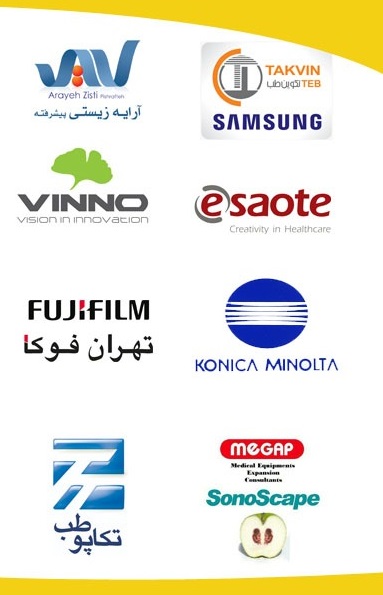 Arayeh Zisti Pishrafteh
آرایه زیستی پیشرفته
TAKVIN
تکوین طب TEB
SAMSUNG
VINNO
VISION IN INNOVATION
esaote
Creativity in Healthcare
FUJIFILM
تهران فوکا
KONICA MINOLTA
تکاپو طب
MEGAP
Medical Equipments
Expansion
Consultants
SonoScape